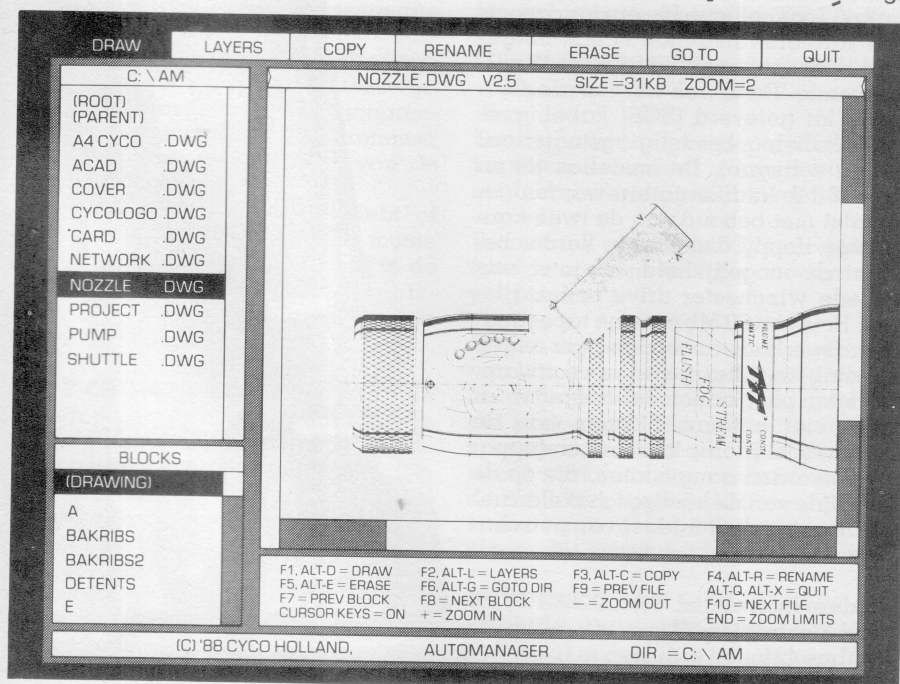 DRAW LAYERS COPY RENAME ERASE GO TO QUIT
C: \ AM
NOZZLE .DWG V2.5 SIZE =31KB ZOOM=2
(ROOT)
(PARENT)
A4 CYCO .DWG
ACAD .DWG
COVER .DWG
CYCOLOGO .DWG
CARD .DWG
NETWORK .DWG
NOZZLE DWG
PROJECT .DWG
PUMP .DWG
SHUTTLE .DWG
FLUSH
FOG
STREAM
TFT
BLOCKS
(DRAWING)
A
BAKRIBS
BAKRIBS2
DETENTS
E
F1, ALT-D = DRAW F2, ALT-L = LAYERS F3, ALT-C = COPY F4, ALT-R = RENAME
F5, ALT-E = ERASE F6, ALT-G = GOTO DIR F9 = PREV FILE ALT-Q, ALT-X = QUIT
F7 = PREV BLOCK F8 = NEXT BLOCK — = ZOOM OUT F10 = NEXT FILE
CURSOR KEYS = ON + = ZOOM IN END = ZOOM LIMITS
(C) '88 CYCO HOLLAND, AUTOMANAGER DIR = C: \ AM